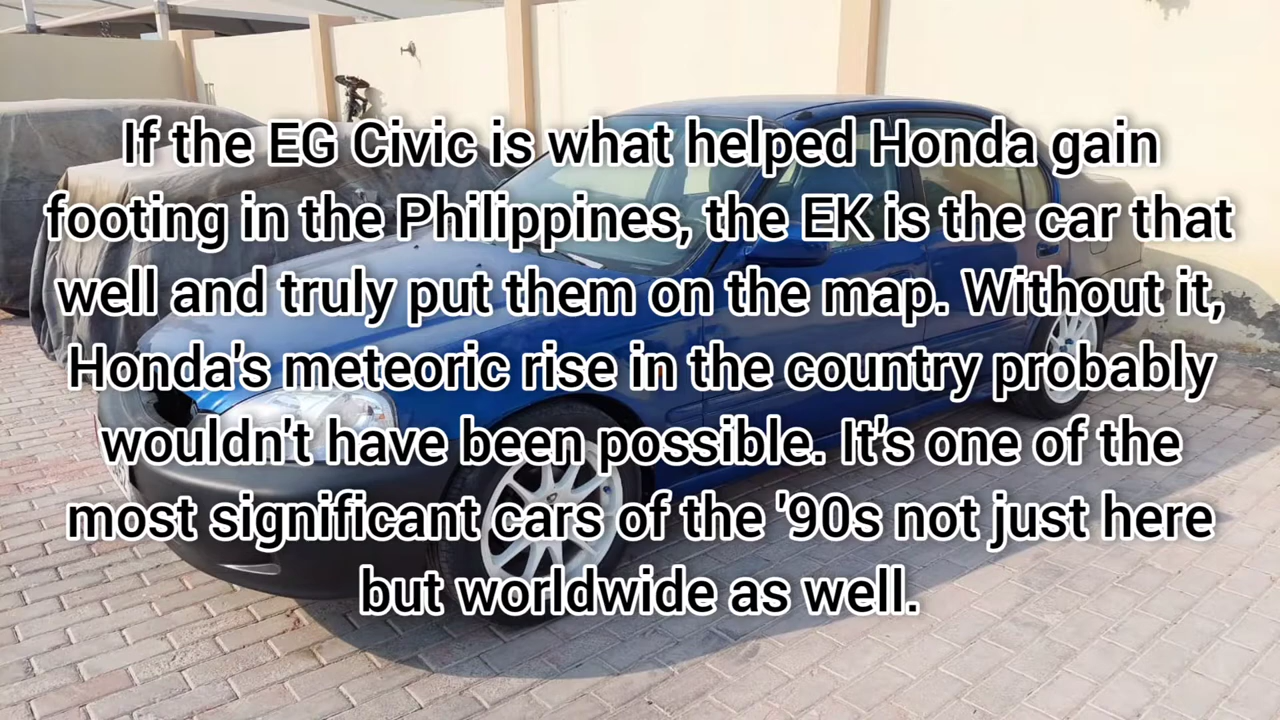 If the EG Civic is what helped Honda gain
footing in the Philippines, the EK is the car that
well and truly put them on the map. Without it,
Honda's meteoric rise in the country probably
wouldn't have been possible. It's one of the
most significant cars of the '90s not just here
but worldwide as well.